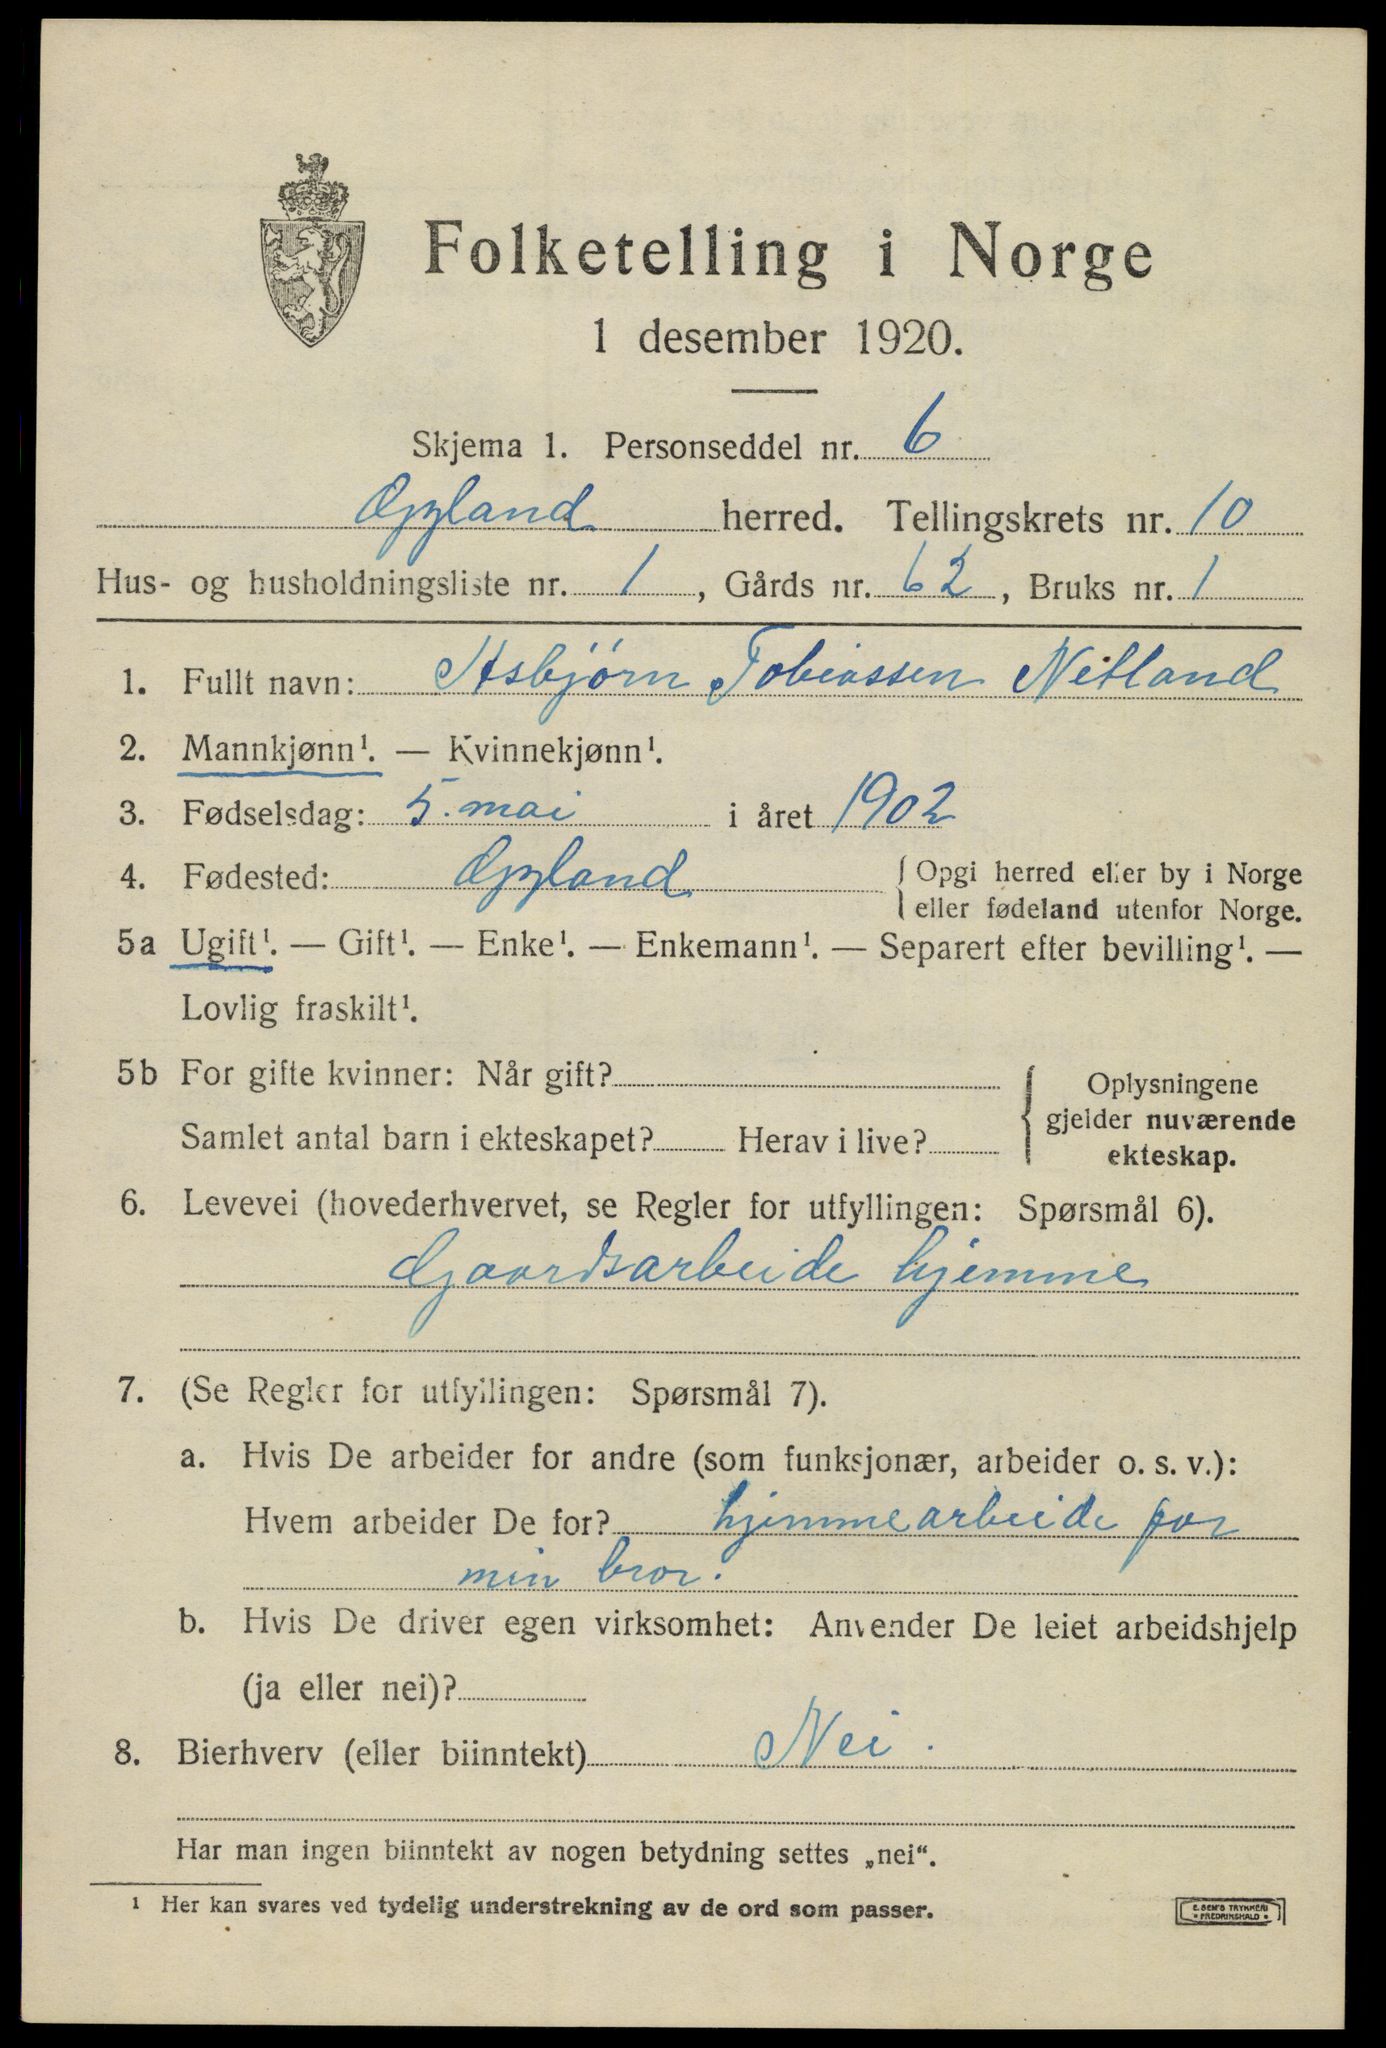 Folketelling i Norge
1 desember 1920.
Skjema 1. Personseddel nr. 6
Gyland herred. Tellingskrets nr. 10
Hus- og husholdningsliste nr. 1, Gårds nr. 62, Bruks nr. 1
1. Fullt navn: Asbjørn Tobiassen Netland
2. Mannkjønn¹. — Kvinnekjønn¹.
3. Fødselsdag: 5. mai i året 1902
4. Fødested: Gyland { Opgi herred eller by i Norge
eller fødeland utenfor Norge.
5a Ugift¹. — Gift¹. — Enke¹. — Enkemann¹. — Separert efter bevilling¹. —
Lovlig fraskilt¹.
5b For gifte kvinner: Når gift?
Samlet antal barn i ekteskapet? Herav i live?
{ Oplysningene
gjelder nuværende
ekteskap.
6. Levevei (hovederhvervet, se Regler for utfyllingen: Spørsmål 6).
Gaardsarbeide hjemme
7. (Se Regler for utfyllingen: Spørsmål 7).
a. Hvis De arbeider for andre (som funksjonær, arbeider o. s. v.):
Hvem arbeider De for? hjemmearbeide for
min bror.
b. Hvis De driver egen virksomhet: Anvender De leiet arbeidshjelp
(ja eller nei)?
8. Bierhverv (eller biinntekt) Nei.
Har man ingen biinntekt av nogen betydning settes „nei“.
¹ Her kan svares ved tydelig understrekning av de ord som passer.
E. SEM'S TRYKKERI
• FREDRIKSHALD •